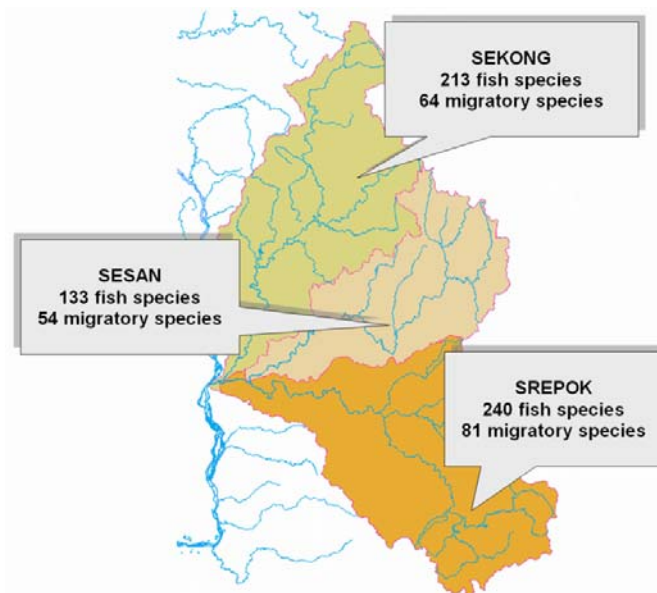 SEKONG
213 fish species
64 migratory species
SESAN
133 fish species
54 migratory species
SREPOK
240 fish species
81 migratory species